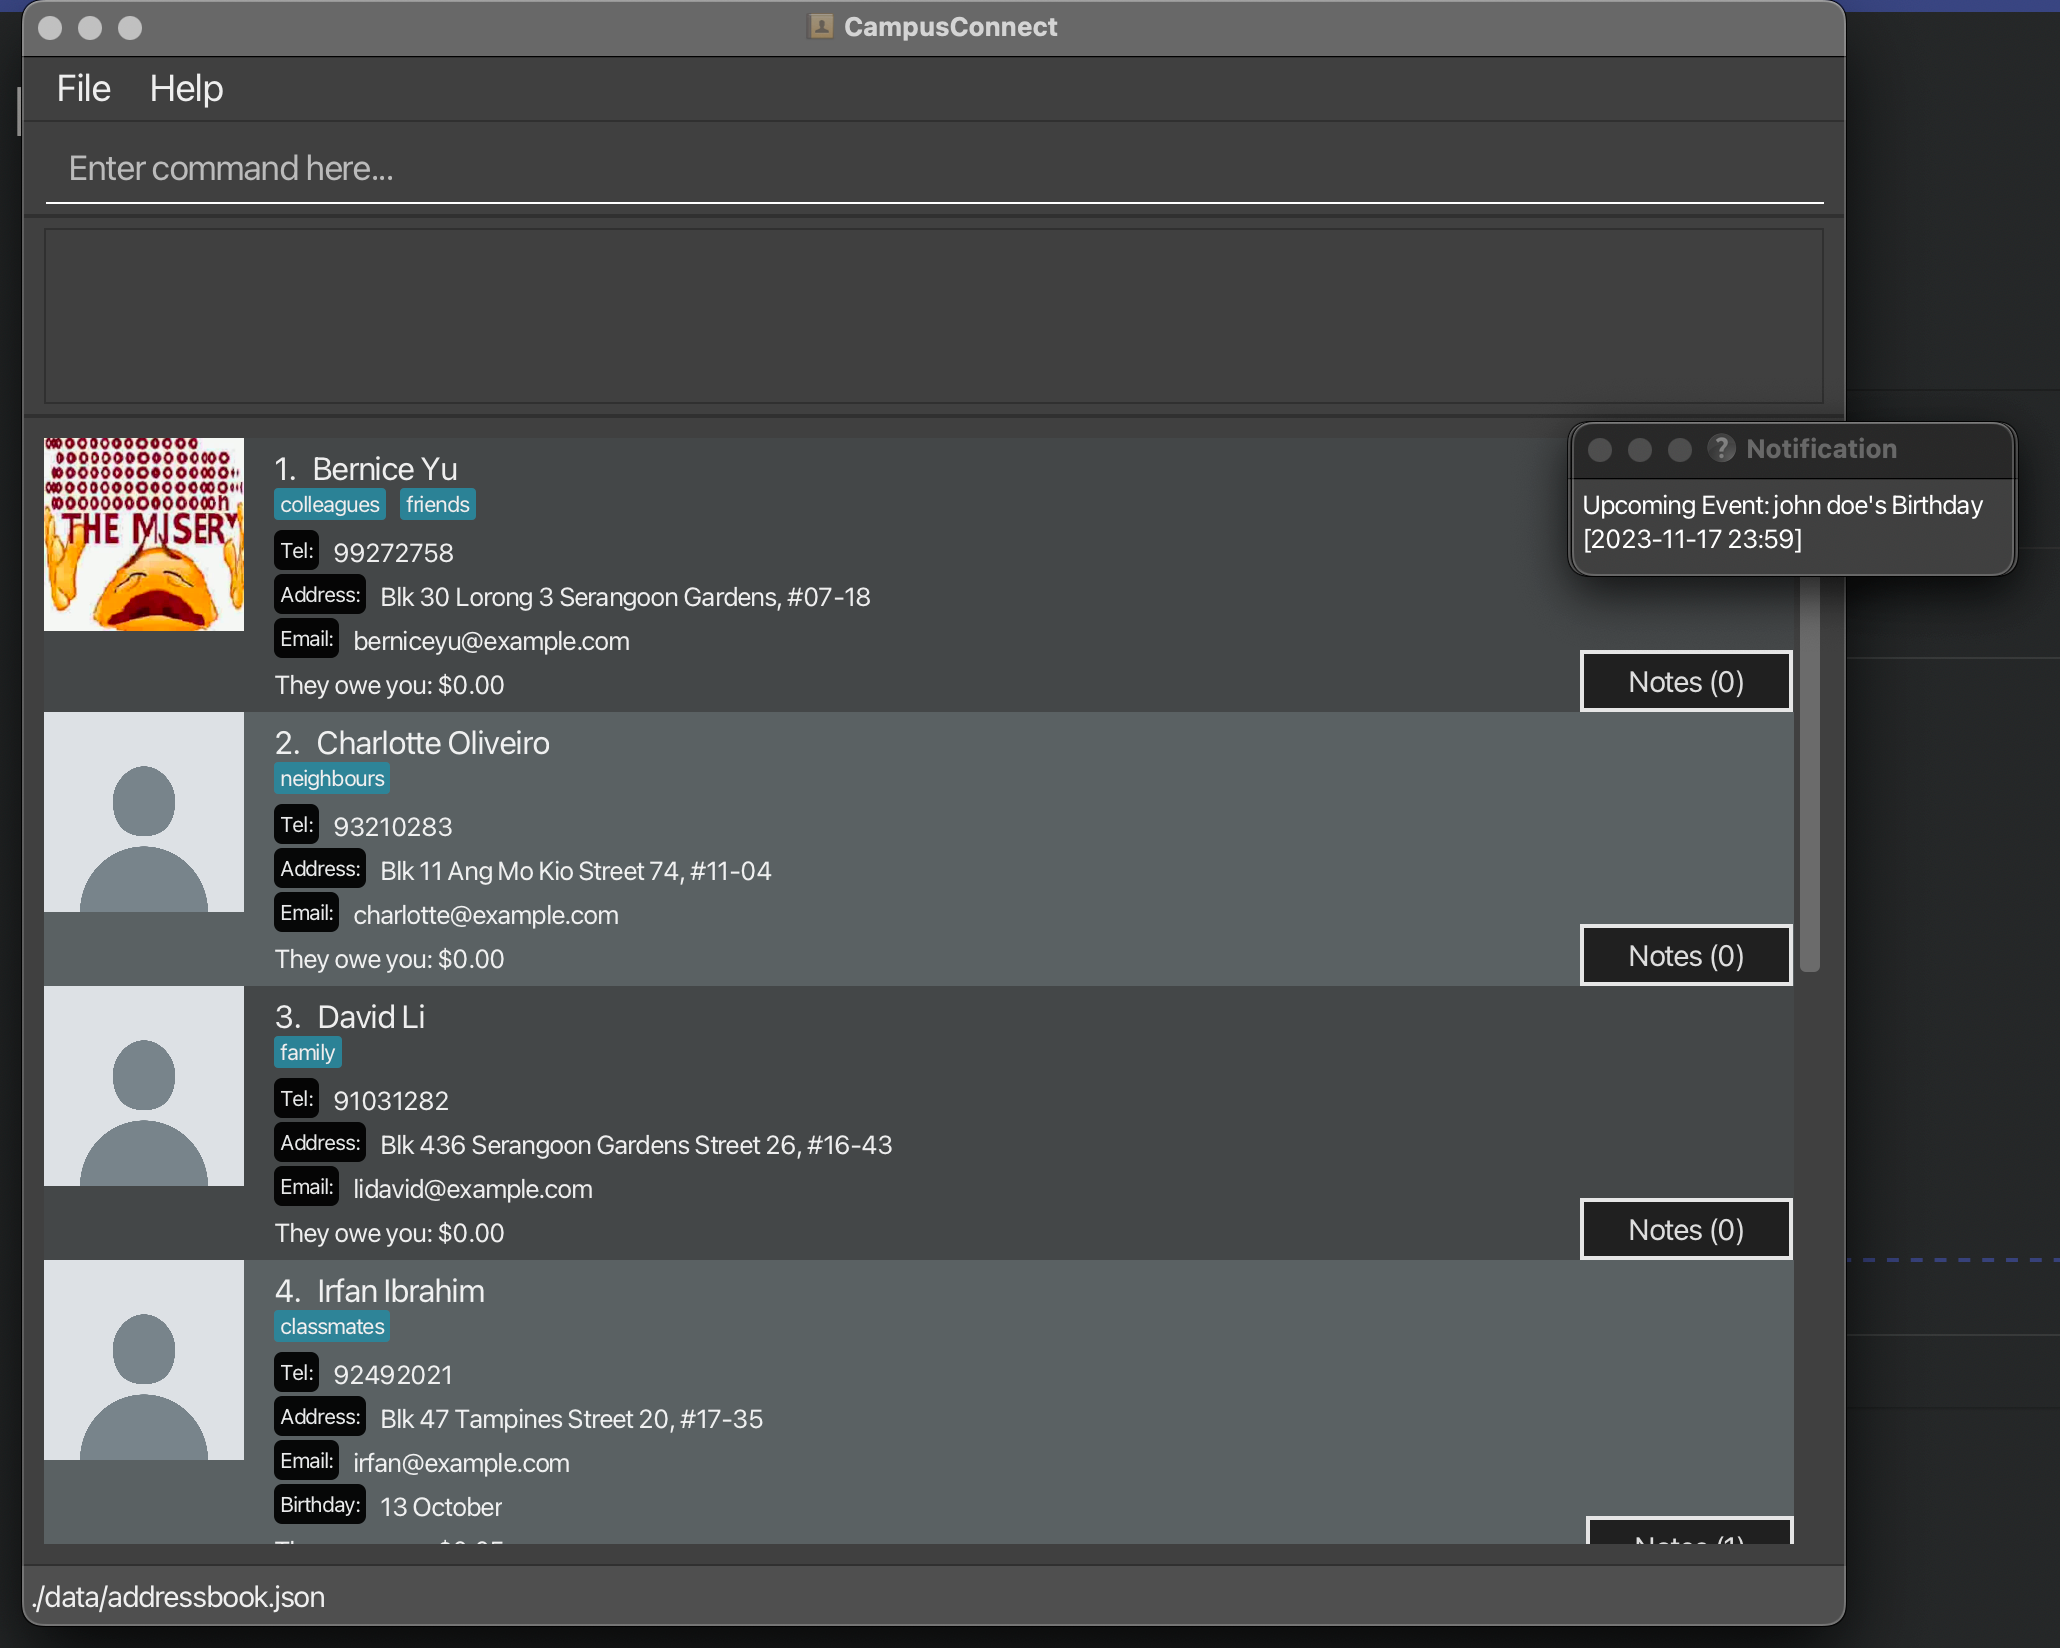 CampusConnect
File Help
Enter command here...
THE MISERY
1. Bernice Yu
colleagues friends
Tel: 99272758
Address: Blk 30 Lorong 3 Serangoon Gardens, #07-18
Email: berniceyu@example.com
They owe you: $0.00
Notes (0)
Notification
Upcoming Event: john doe's Birthday
[2023-11-17 23:59]
2. Charlotte Oliveiro
neighbours
Tel: 93210283
Address: Blk 11 Ang Mo Kio Street 74, #11-04
Email: charlotte@example.com
They owe you: $0.00
Notes (0)
3. David Li
family
Tel: 91031282
Address: Blk 436 Serangoon Gardens Street 26, #16-43
Email: lidavid@example.com
They owe you: $0.00
Notes (0)
4. Irfan Ibrahim
classmates
Tel: 92492021
Address: Blk 47 Tampines Street 20, #17-35
Email: irfan@example.com
Birthday: 13 October
Notes (1)
./data/addressbook.json